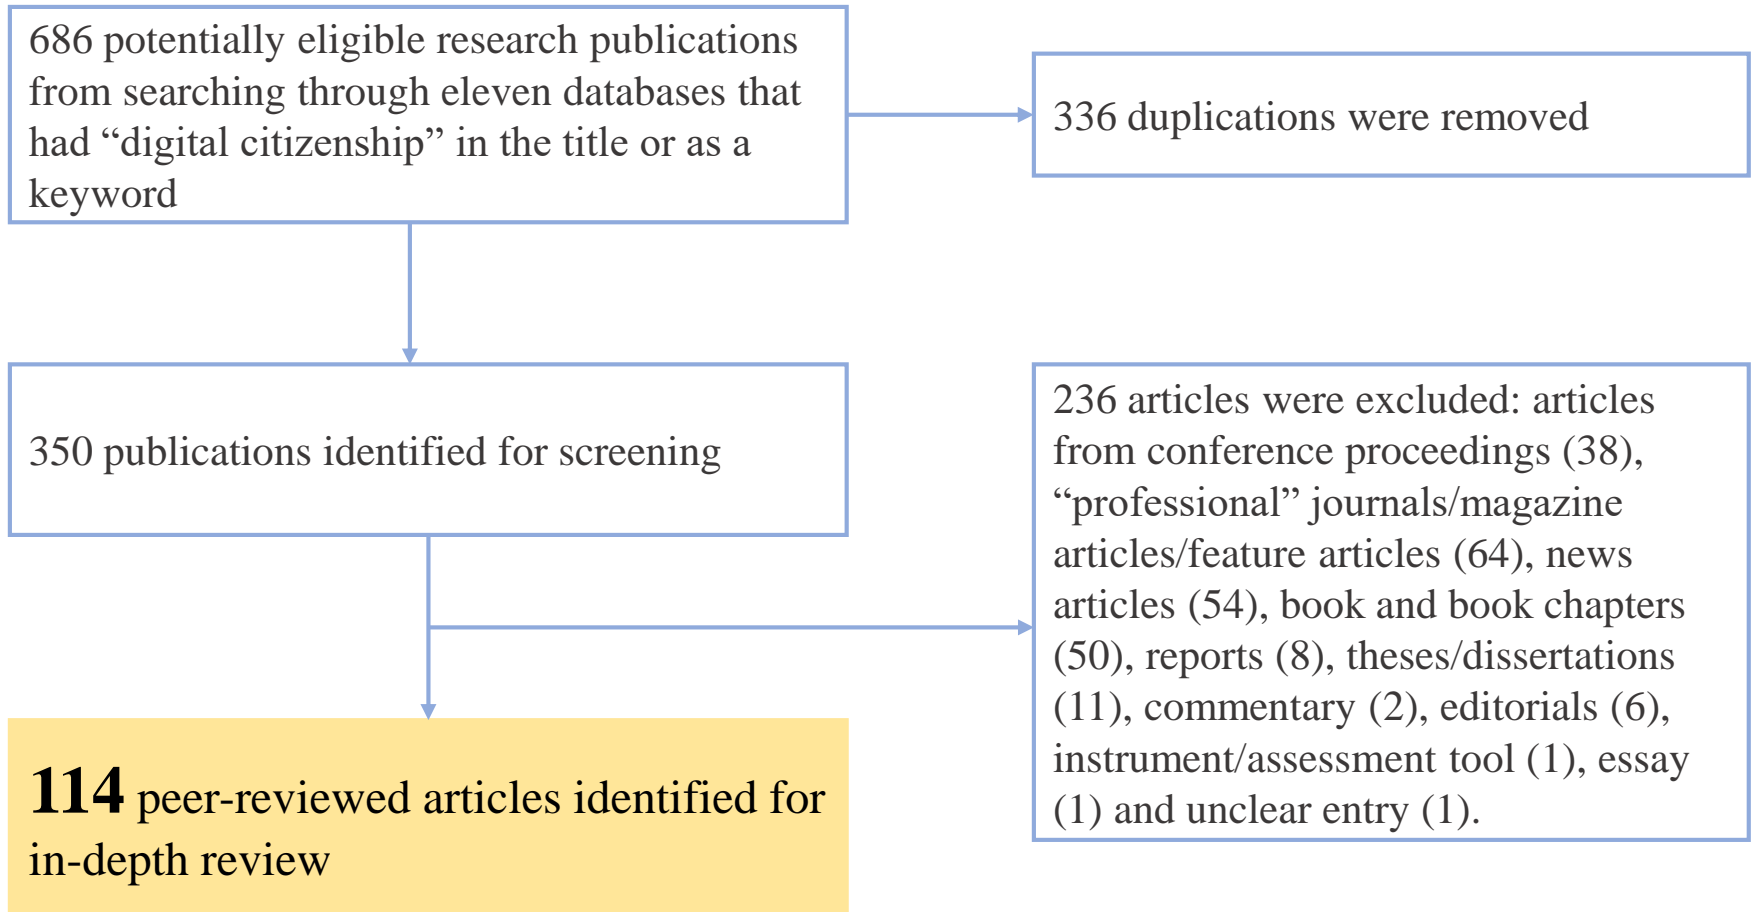 686 potentially eligible research publications
from searching through eleven databases that
had “digital citizenship” in the title or as a
keyword
336 duplications were removed
350 publications identified for screening
236 articles were excluded: articles
from conference proceedings (38),
“professional” journals/magazine
articles/feature articles (64), news
articles (54), book and book chapters
(50), reports (8), theses/dissertations
(11), commentary (2), editorials (6),
instrument/assessment tool (1), essay
(1) and unclear entry (1).
114 peer-reviewed articles identified for
in-depth review